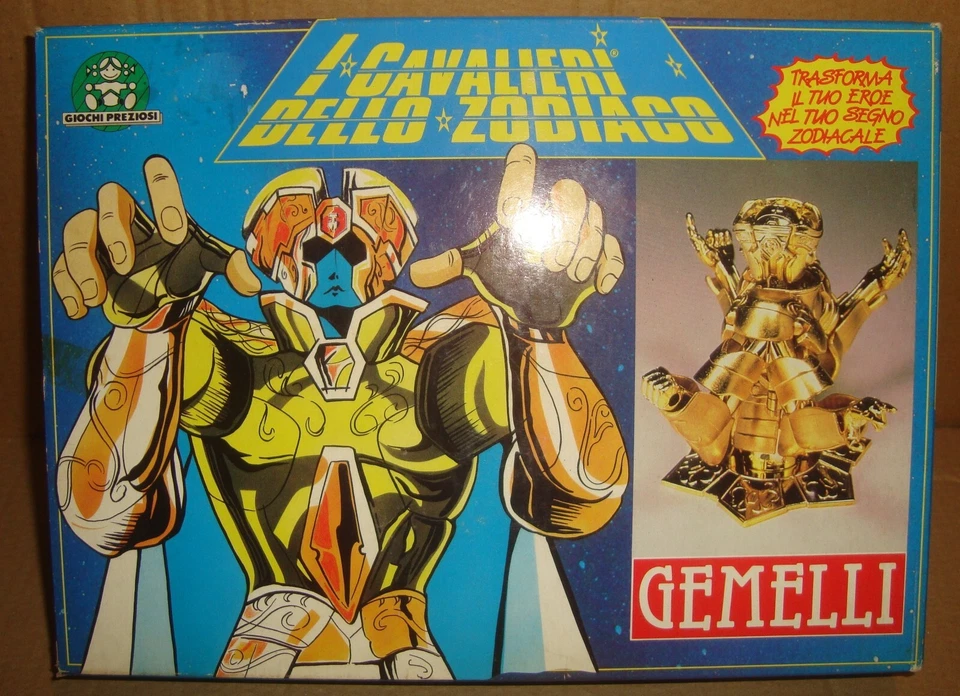 I CAVALIERI®
DELLO ZODIACO
GIOCHI PREZIOSI
TRASFORMA
IL TUO EROE
NEL TUO SEGNO
ZODIACALE
GEMELLI